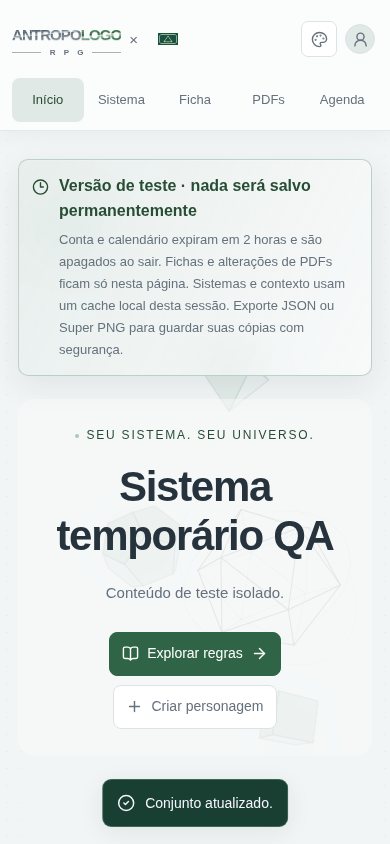 ANTROPOLOGO
RPG
×
Início
Sistema
Ficha
PDFs
Agenda
Versão de teste · nada será salvo
permanentemente
Conta e calendário expiram em 2 horas e são
apagados ao sair. Fichas e alterações de PDFs
ficam só nesta página. Sistemas e contexto usam
um cache local desta sessão. Exporte JSON ou
Super PNG para guardar suas cópias com
segurança.
SEU SISTEMA. SEU UNIVERSO.
Sistema
temporário QA
Conteúdo de teste isolado.
Explorar regras
Criar personagem
Conjunto atualizado.